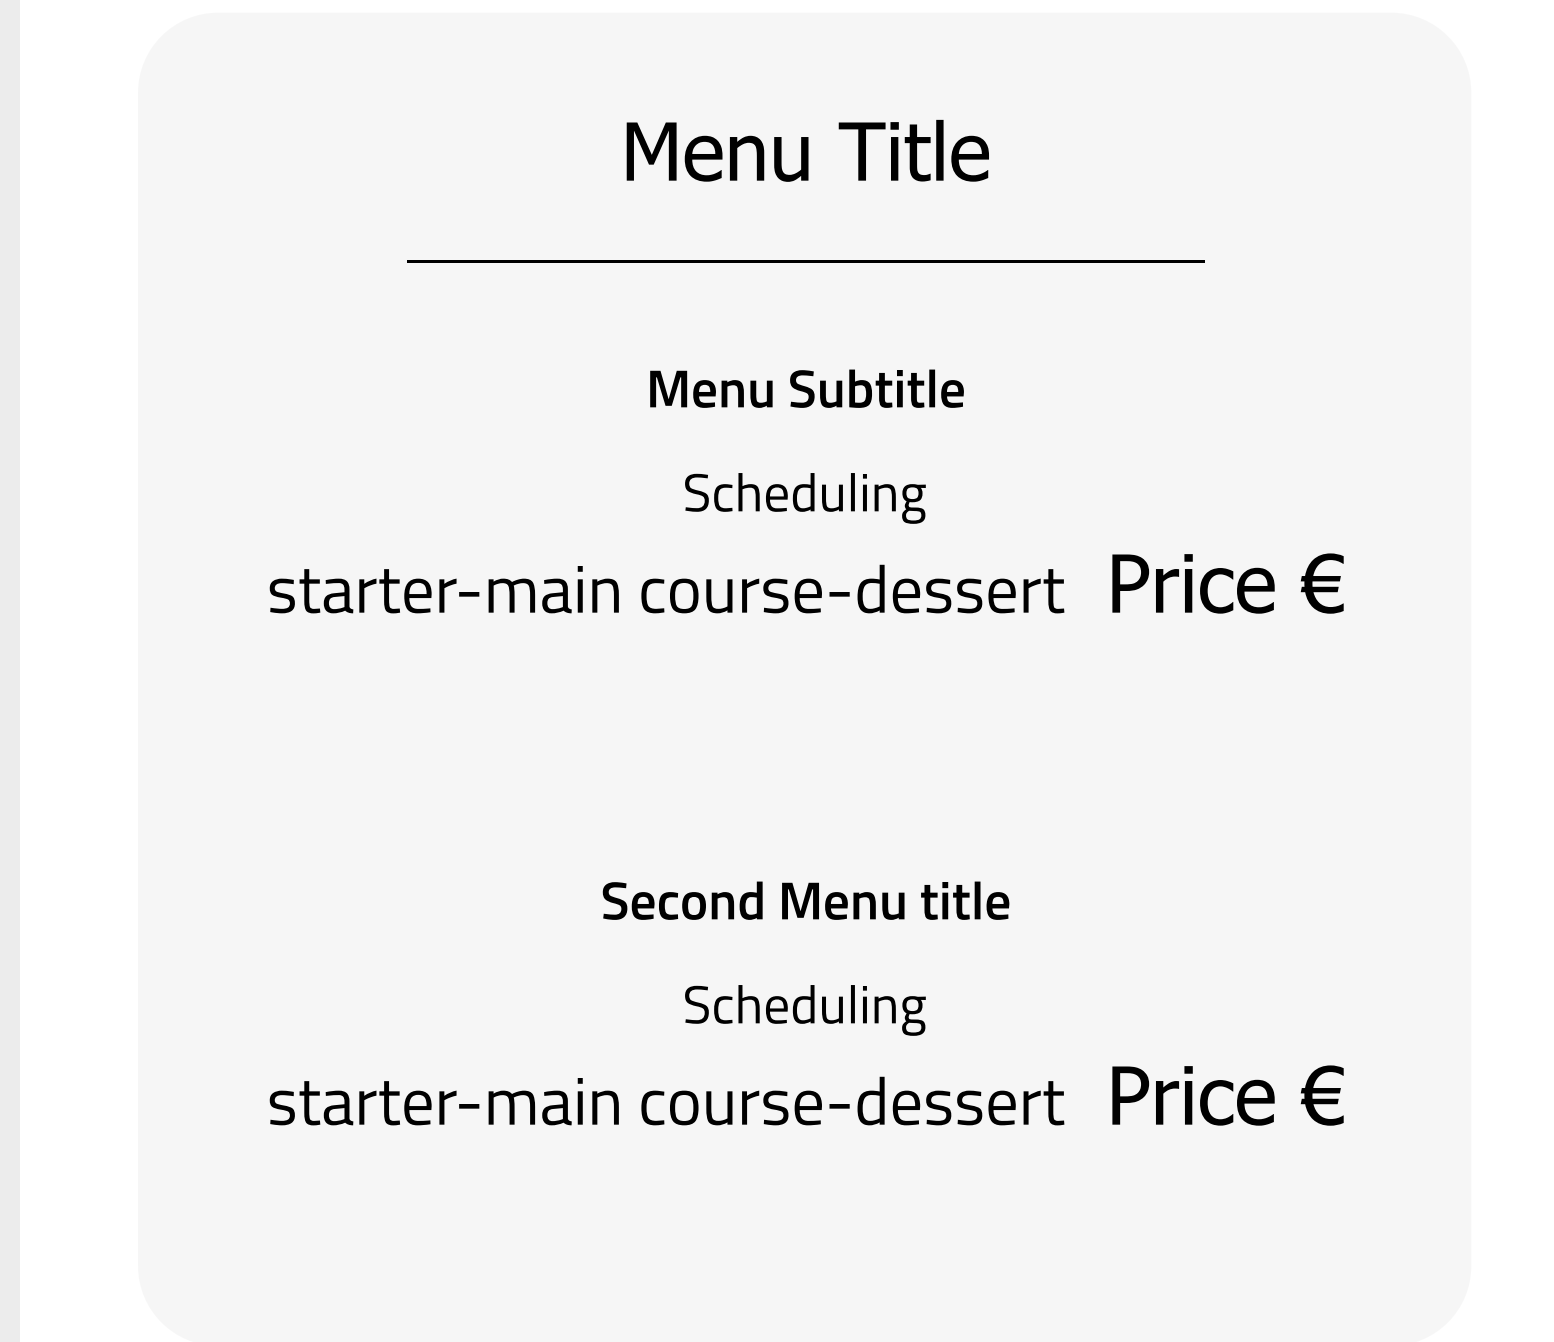 Menu Title
Menu Subtitle
Scheduling
starter-main course-dessert Price €
Second Menu title
Scheduling
starter-main course-dessert Price €